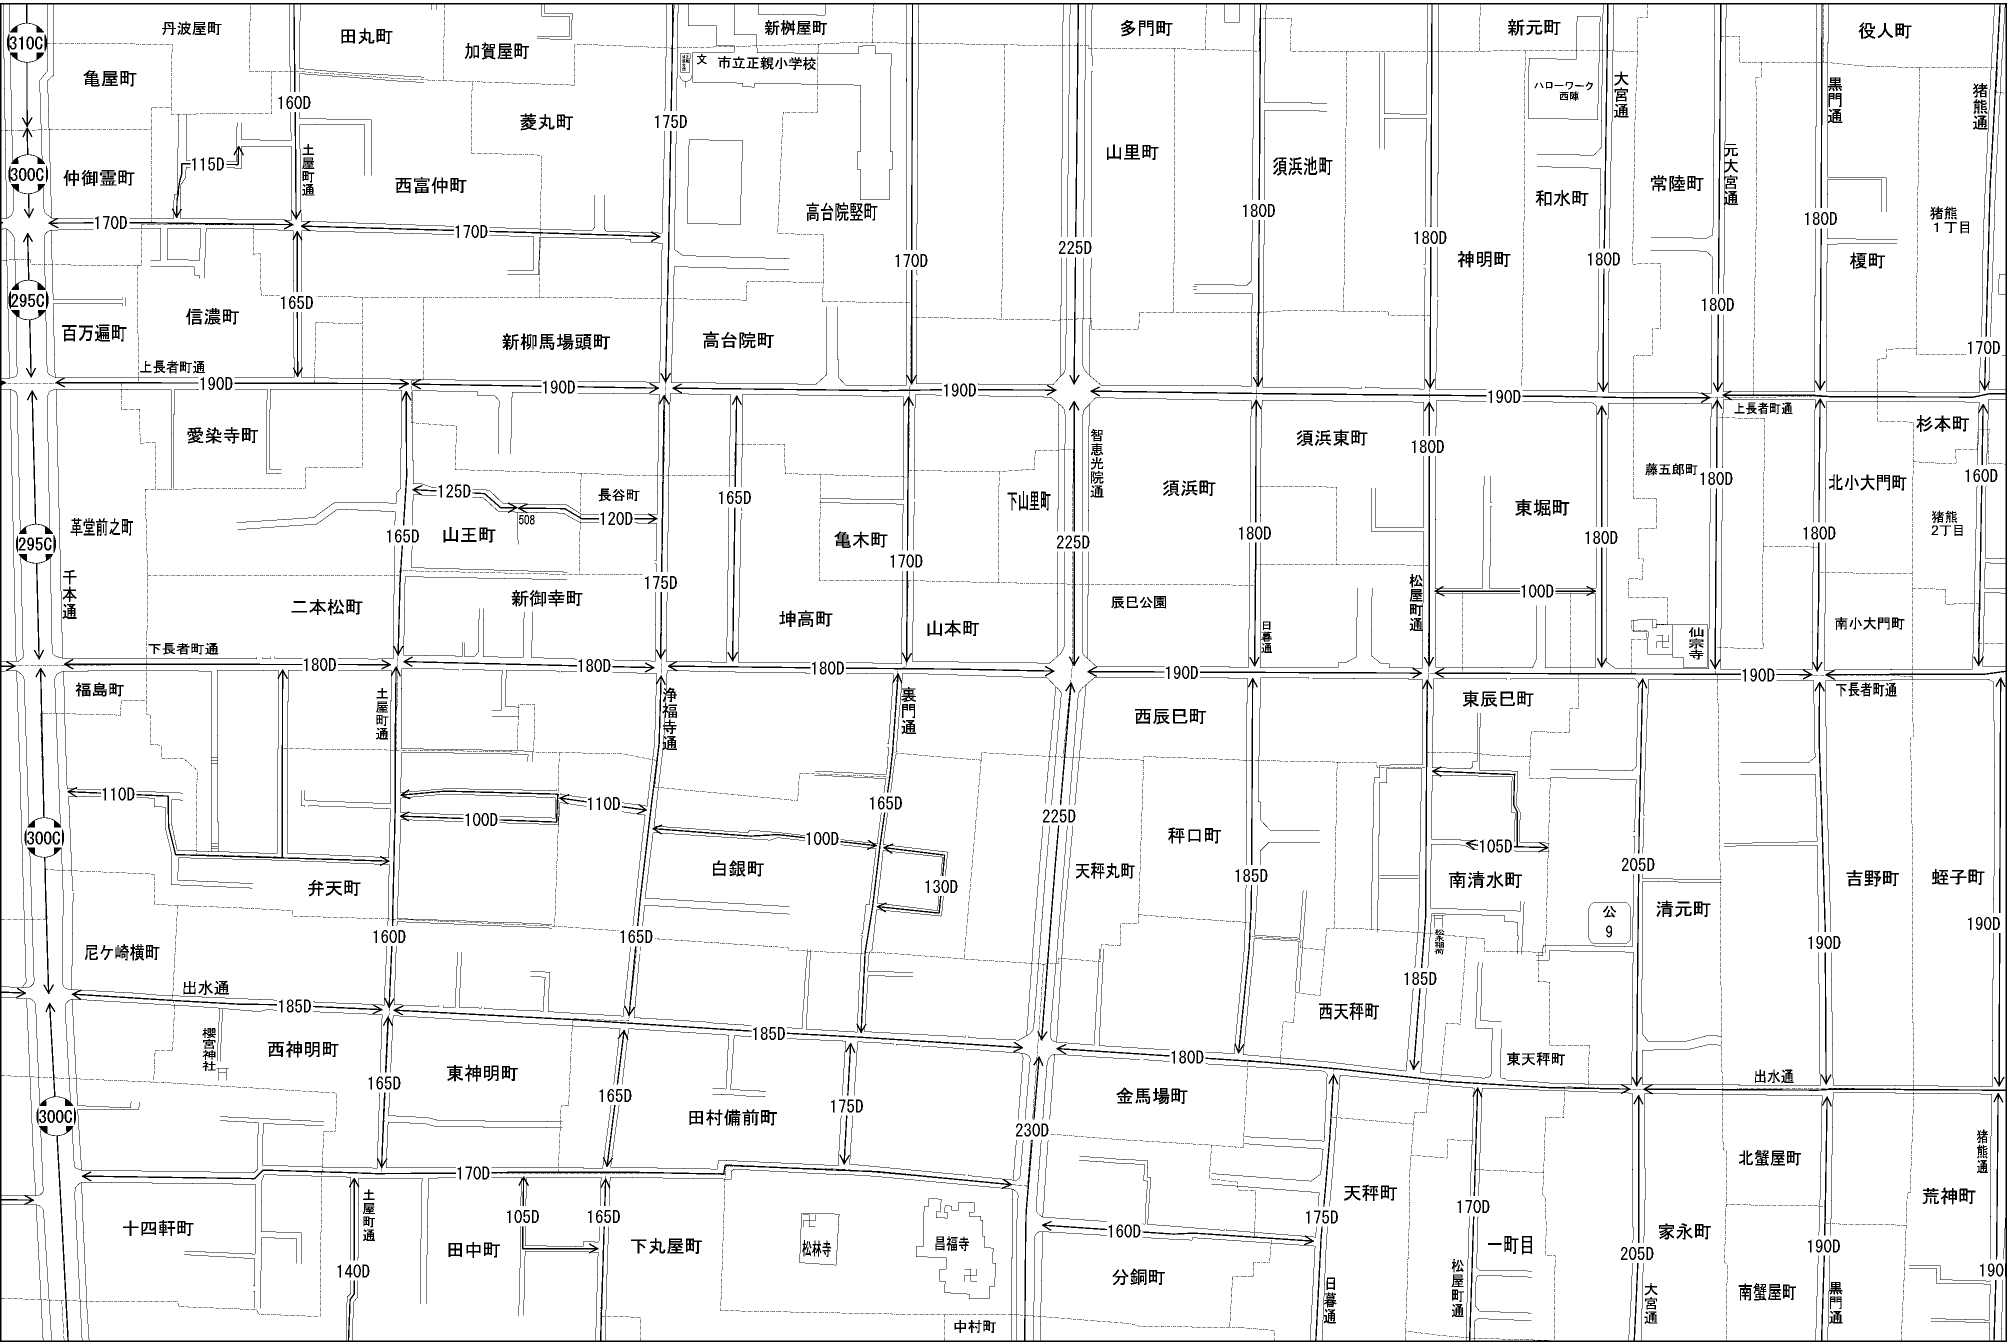 丹波屋町
田丸町
加賀屋町
新桝屋町
多門町
新元町
役人町
310C
亀屋町
160D
菱丸町
175D
文
市立正親小学校
ハローワーク
西陣
大宮通
黒門通
猪熊通
300C
仲御霊町
115D
土屋町通
西富仲町
高台院竪町
山里町
須浜池町
和水町
常陸町
元大宮通
猪熊
1丁目
170D
170D
170D
225D
180D
180D
神明町
180D
180D
180D
榎町
295C
百万遍町
信濃町
165D
新柳馬場頭町
高台院町
170D
上長者町通
190D
190D
190D
190D
上長者町通
愛染寺町
智恵光院通
須浜東町
180D
藤五郎町
180D
杉本町
革堂前之町
125D
508
長谷町
120D
山王町
165D
165D
亀木町
170D
下山里町
225D
須浜町
180D
東堀町
180D
北小大門町
180D
160D
猪熊
2丁目
295C
千本通
175D
二本松町
新御幸町
坤高町
山本町
辰巳公園
日暮通
松屋町通
100D
仙宗寺
南小大門町
下長者町通
180D
180D
180D
190D
190D
下長者町通
福島町
土屋町通
浄福寺通
裏門通
西辰巳町
東辰巳町
110D
100D
110D
100D
165D
225D
秤口町
105D
205D
300C
弁天町
白銀町
130D
天秤丸町
185D
南清水町
公
9
清元町
吉野町
蛭子町
尼ケ崎横町
160D
165D
松永稲荷
185D
190D
190D
出水通
185D
185D
180D
西天秤町
東天秤町
出水通
櫻宮神社
西神明町
165D
東神明町
165D
田村備前町
175D
230D
金馬場町
300C
170D
北蟹屋町
猪熊通
十四軒町
土屋町通
140D
田中町
105D
165D
下丸屋町
松林寺
昌福寺
160D
分銅町
天秤町
175D
日暮通
170D
松屋町通
一町目
205D
大宮通
家永町
南蟹屋町
190D
黒門通
荒神町
190
中村町